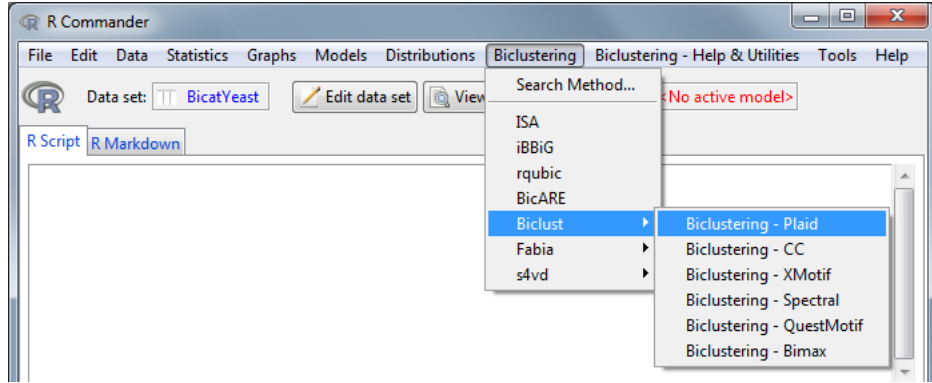 R Commander
File Edit Data Statistics Graphs Models Distributions Biclustering Biclustering - Help & Utilities Tools Help
R Data set: BicatYeast Edit data set View <No active model>
R Script R Markdown
Search Method...
ISA
iBBiG
rqubic
BicARE
Biclust
Fabia
s4vd
Biclustering - Plaid
Biclustering - CC
Biclustering - XMotif
Biclustering - Spectral
Biclustering - QuestMotif
Biclustering - Bimax